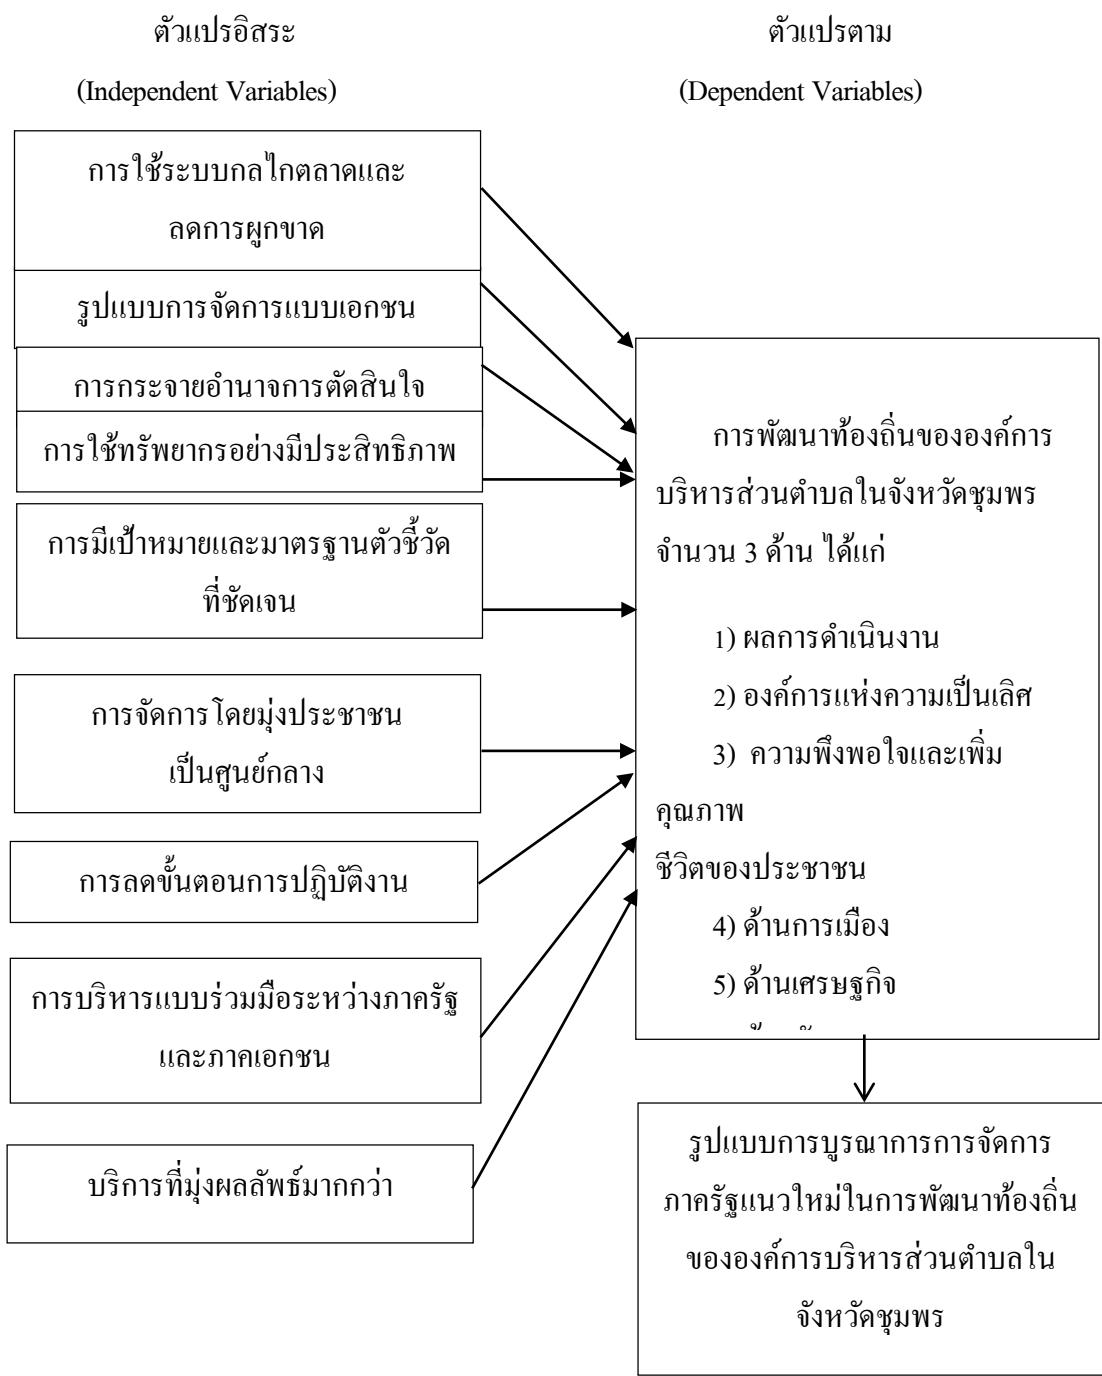 ตัวแปรอิสระ
(Independent Variables)
ตัวแปรตาม
(Dependent Variables)
การใช้ระบบกลไกตลาดและ
ลดการผูกขาด
รูปแบบการจัดการแบบเอกชน
การกระจายอำนาจการตัดสินใจ
การใช้ทรัพยากรอย่างมีประสิทธิภาพ
การมีเป้าหมายและมาตรฐานตัวชี้วัด
ที่ชัดเจน
การจัดการโดยมุ่งประชาชน
เป็นศูนย์กลาง
การลดขั้นตอนการปฏิบัติงาน
การบริหารแบบร่วมมือระหว่างภาครัฐ
และภาคเอกชน
บริการที่มุ่งผลลัพธ์มากกว่า
การพัฒนาท้องถิ่นขององค์การ
บริหารส่วนตำบลในจังหวัดชุมพร
จำนวน 3 ด้าน ได้แก่
1) ผลการดำเนินงาน
2) องค์การแห่งความเป็นเลิศ
3) ความพึงพอใจและเพิ่ม
คุณภาพ
ชีวิตของประชาชน
4) ด้านการเมือง
5) ด้านเศรษฐกิจ
รูปแบบการบูรณาการการจัดการ
ภาครัฐแนวใหม่ในการพัฒนาท้องถิ่น
ขององค์การบริหารส่วนตำบลใน
จังหวัดชุมพร